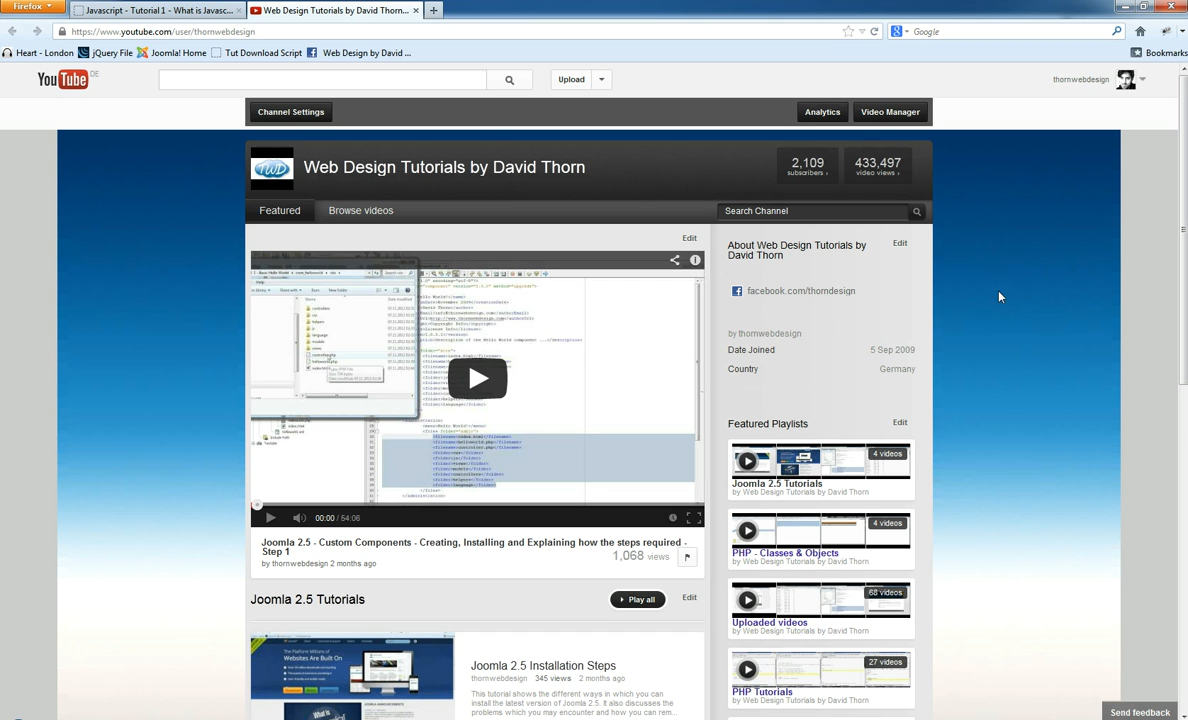 Firefox
Javascript - Tutorial 1 - What is Javasc...
Web Design Tutorials by David Thorn...
https://www.youtube.com/user/thornwebdesign
Google
Heart - London
jQuery File
Joomla! Home
Tut Download Script
Web Design by David ...
Bookmarks
YouTube DE
Upload
thornwebdesign
Channel Settings
Analytics
Video Manager
TWD
Web Design Tutorials by David Thorn
2,109
subscribers ›
433,497
video views ›
Featured
Browse videos
Search Channel
Edit
About Web Design Tutorials by
David Thorn
Edit
facebook.com/thorndesign
by thornwebdesign
Date Joined
5 Sep 2009
Country
Germany
00:00 / 54:06
Joomla 2.5 - Custom Components - Creating, Installing and Explaining how the steps required -
Step 1
by thornwebdesign 2 months ago
1,068 views
Featured Playlists
Edit
4 videos
Joomla 2.5 Tutorials
by Web Design Tutorials by David Thorn
4 videos
PHP - Classes & Objects
by Web Design Tutorials by David Thorn
68 videos
Uploaded videos
by Web Design Tutorials by David Thorn
27 videos
PHP Tutorials
by Web Design Tutorials by David Thorn
Joomla 2.5 Tutorials
Play all
Edit
The Platform Millions of
Websites Are Built On
Joomla 2.5 Installation Steps
thornwebdesign 345 views 2 months ago
This tutorial shows the different ways in which you can
install the latest version of Joomla 2.5. It also discusses the
problems which you may encounter and how you can rem...
Send feedback